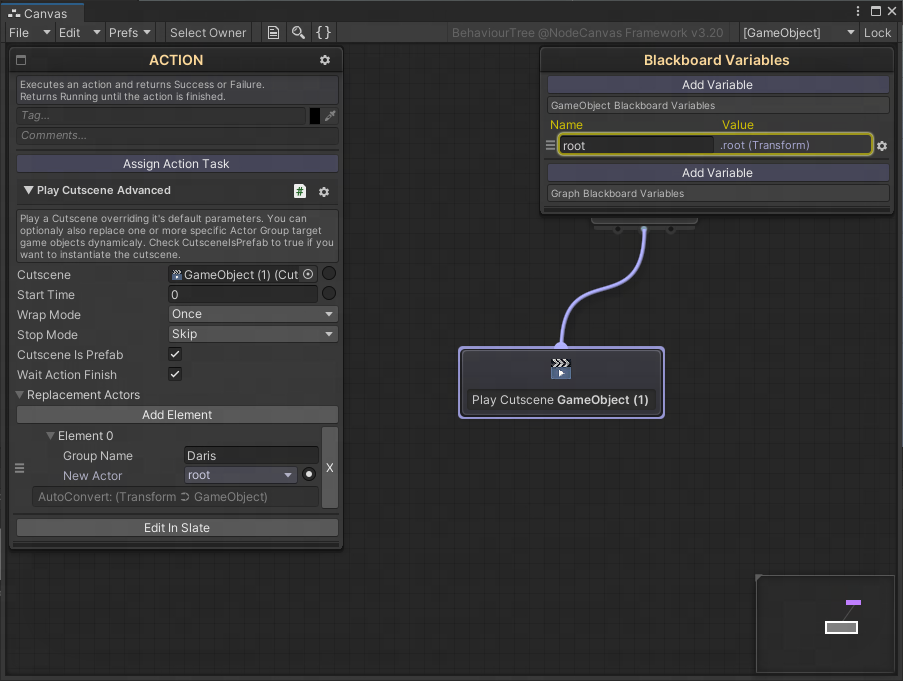 Canvas
File Edit Prefs Select Owner {} BehaviourTree @NodeCanvas Framework v3.20 [GameObject] Lock
ACTION
Executes an action and returns Success or Failure.
Returns Running until the action is finished.
Tag...
Comments...
Assign Action Task
Play Cutscene Advanced #
Play a Cutscene overriding it's default parameters. You can
optionaly also replace one or more specific Actor Group target
game objects dynamicaly. Check CutsceneIsPrefab to true if you
want to instantiate the cutscene.
Cutscene GameObject (1) (Cut
Start Time 0
Wrap Mode Once
Stop Mode Skip
Cutscene Is Prefab
Wait Action Finish
Replacement Actors
Add Element
Element 0
Group Name Daris
X
New Actor root
AutoConvert: (Transform ⊃ GameObject)
Edit In Slate
Blackboard Variables
Add Variable
GameObject Blackboard Variables
Name Value
root .root (Transform)
Add Variable
Graph Blackboard Variables
Play Cutscene GameObject (1)